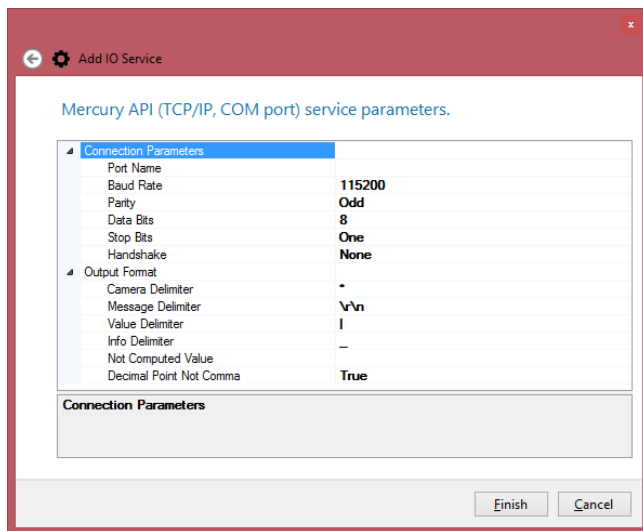 x
Add IO Service
Mercury API (TCP/IP, COM port) service parameters.
Connection Parameters
Port Name
Baud Rate 115200
Parity Odd
Data Bits 8
Stop Bits One
Handshake None
Output Format
Camera Delimiter *
Message Delimiter \r\n
Value Delimiter |
Info Delimiter _
Not Computed Value
Decimal Point Not Comma True
Connection Parameters
Finish Cancel